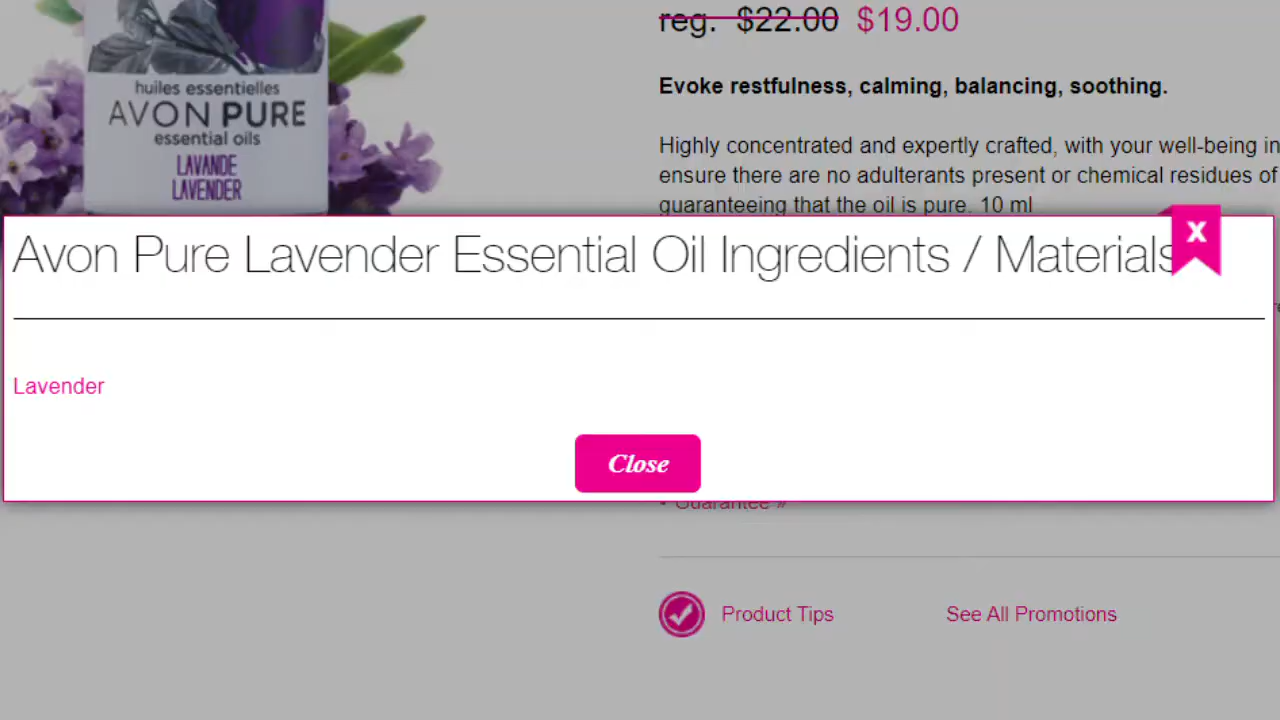 reg. $22.00 $19.00
huiles essentielles
AVON PURE
essential oils
LAVANDE
LAVENDER
Evoke restfulness, calming, balancing, soothing.
Highly concentrated and expertly crafted, with your well-being in
ensure there are no adulterants present or chemical residues of
guaranteeing that the oil is pure. 10 ml
Avon Pure Lavender Essential Oil Ingredients / Materials
X
Lavender
Close
Guarantee »
Product Tips
See All Promotions